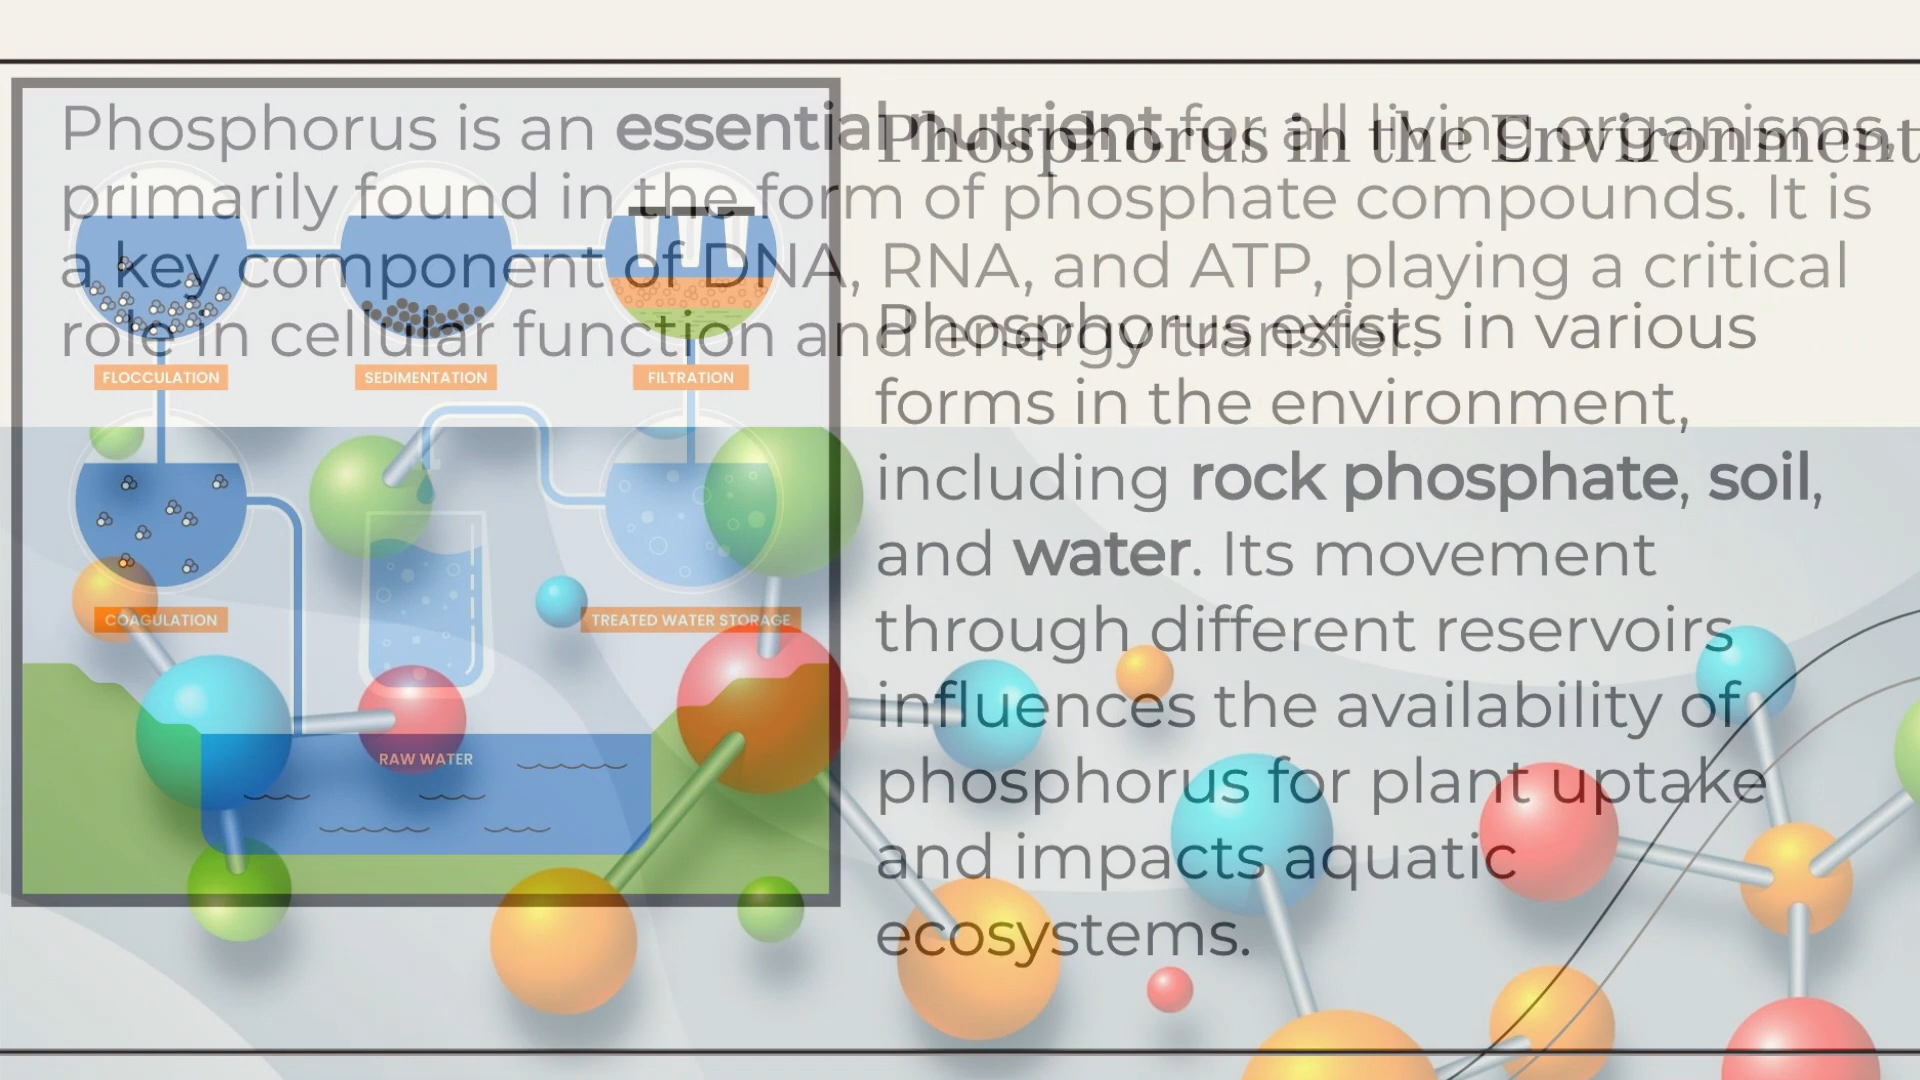 Phosphorus is an essential nutrient for all living organisms,
primarily found in the form of phosphate compounds. It is
a key component of DNA, RNA, and ATP, playing a critical
role in cellular function and energy transfer.
Phosphorus in the Environment
Phosphorus exists in various
forms in the environment,
including rock phosphate, soil,
and water. Its movement
through different reservoirs
influences the availability of
phosphorus for plant uptake
and impacts aquatic
ecosystems.
FLOCCULATION
SEDIMENTATION
FILTRATION
COAGULATION
TREATED WATER STORAGE
RAW WATER